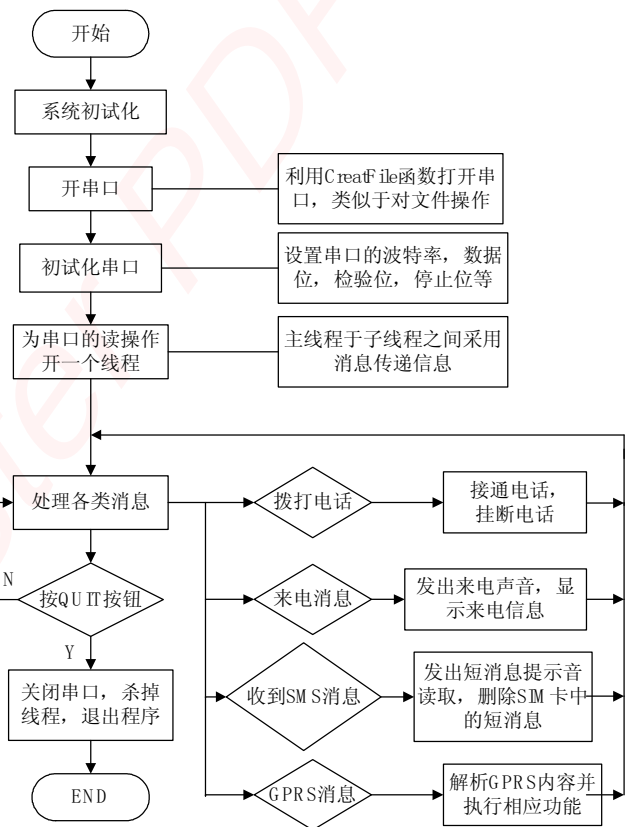 开始
系统初试化
开串口
利用CreatFile函数打开串
口，类似于对文件操作
初试化串口
设置串口的波特率，数据
位，检验位，停止位等
为串口的读操作
开一个线程
主线程于子线程之间采用
消息传递信息
处理各类消息
拨打电话
接通电话，
挂断电话
N
按QUIT按钮
来电消息
发出来电声音，显
示来电信息
Y
关闭串口，杀掉
线程，退出程序
收到SMS消息
发出短消息提示音
读取，删除SIM卡中
的短消息
END
GPRS消息
解析GPRS内容并
执行相应功能